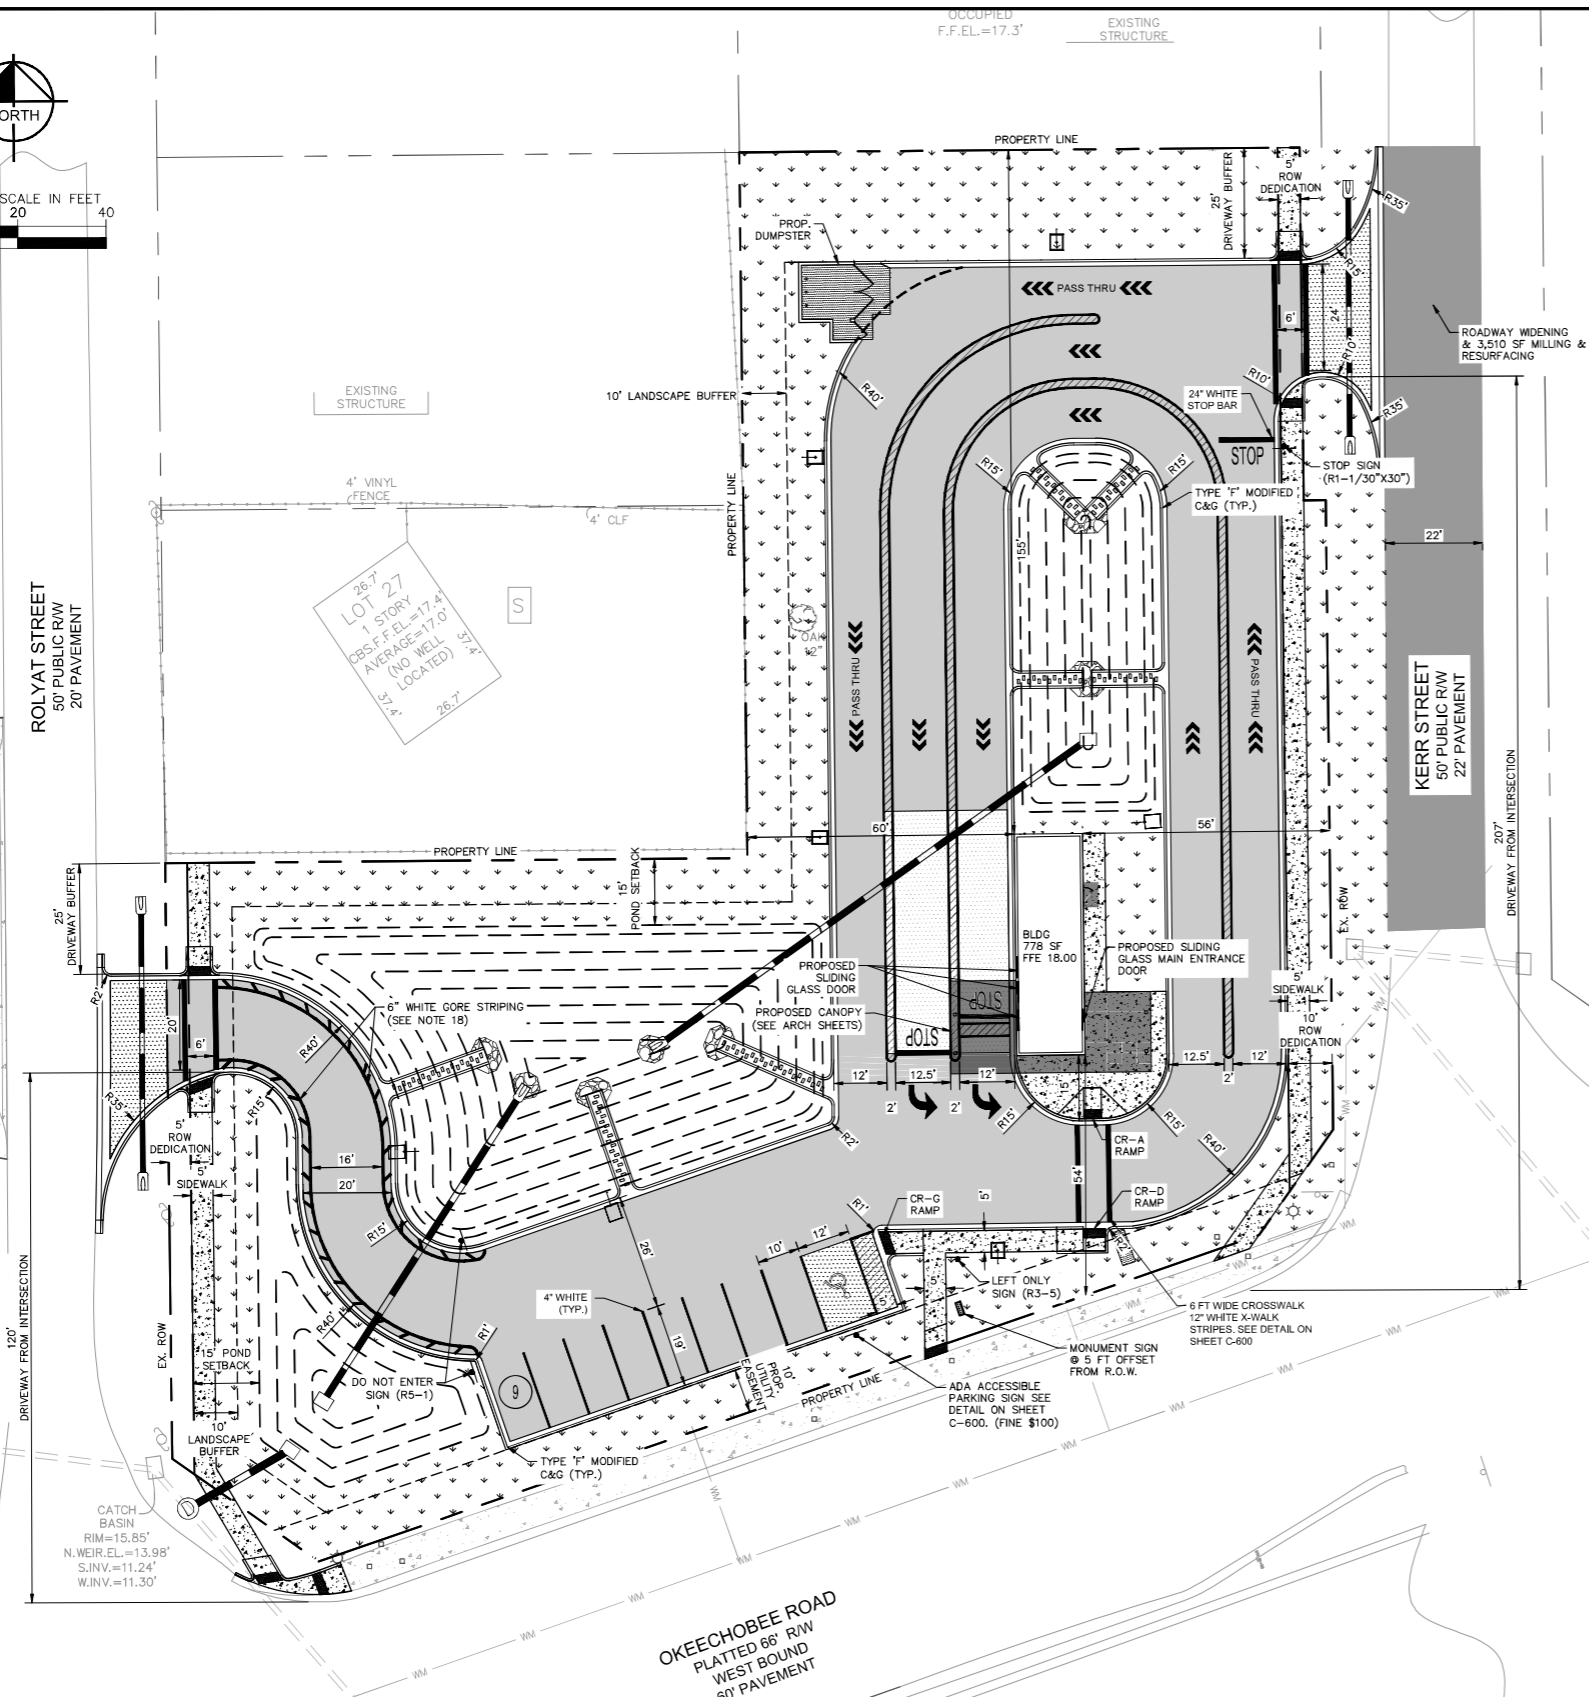 OCCUPIED
F.F.EL.=17.3'
EXISTING
STRUCTURE
ORTH
SCALE IN FEET
20
40
PROPERTY LINE
25'
DRIVEWAY BUFFER
5'
ROW
DEDICATION
R35'
R15'
PROP.
DUMPSTER
PASS THRU
6'
24'
R10'
ROADWAY WIDENING
& 3,510 SF MILLING &
RESURFACING
EXISTING
STRUCTURE
10' LANDSCAPE BUFFER
R40'
R10'
24" WHITE
STOP BAR
STOP
R35'
STOP SIGN
(R1-1/30"X30")
R15'
R15'
TYPE 'F' MODIFIED
C&G (TYP.)
4' VINYL
FENCE
4' CLF
PROPERTY LINE
155'
22'
ROLYAT STREET
50' PUBLIC R/W
20' PAVEMENT
26.7'
LOT 27
1 STORY
CBS.F.F.EL.=17.4'
AVERAGE=17.0'
(NO WELL
LOCATED)
37.4'
37.4'
26.7'
S
OAK
12"
PASS THRU
PASS THRU
KERR STREET
50' PUBLIC R/W
22' PAVEMENT
207'
DRIVEWAY FROM INTERSECTION
60'
56'
PROPERTY LINE
25'
DRIVEWAY BUFFER
15'
POND SETBACK
EX. ROW
BLDG
778 SF
FFE 18.00
PROPOSED SLIDING
GLASS MAIN ENTRANCE
DOOR
PROPOSED
SLIDING
GLASS DOOR
PROPOSED CANOPY
(SEE ARCH SHEETS)
STOP
STOP
5'
SIDEWALK
10'
ROW
DEDICATION
R2'
20'
6'
R40'
6" WHITE GORE STRIPING
(SEE NOTE 18)
R35'
R15'
12'
12.5'
12'
2'
2'
15'
12.5'
12'
2'
R15'
R15'
R40'
R2'
5'
ROW
DEDICATION
5'
SIDEWALK
16'
20'
R15'
CR-A
RAMP
54'
CR-D
RAMP
CR-G
RAMP
R1'
5'
R2'
12'
10'
26'
5'
LEFT ONLY
SIGN (R3-5)
4" WHITE
(TYP.)
19'
R40'
R1'
6 FT WIDE CROSSWALK
12" WHITE X-WALK
STRIPES. SEE DETAIL ON
SHEET C-600
MONUMENT SIGN
@ 5 FT OFFSET
FROM R.O.W.
120'
DRIVEWAY FROM INTERSECTION
EX. ROW
15' POND
SETBACK
DO NOT ENTER
SIGN (R5-1)
9
10'
PROP.
UTILITY
EASEMENT
PROPERTY LINE
ADA ACCESSIBLE
PARKING SIGN SEE
DETAIL ON SHEET
C-600. (FINE $100)
10'
LANDSCAPE
BUFFER
TYPE 'F' MODIFIED
C&G (TYP.)
D
CATCH
BASIN
RIM=15.85'
N.WEIR.EL.=13.98'
S.INV.=11.24'
W.INV.=11.30'
WM
WM
WM
WM
WM
WM
WM
WM
WM
WM
WM
WM
WM
OKEECHOBEE ROAD
PLATTED 66' R/W
WEST BOUND
60' PAVEMENT